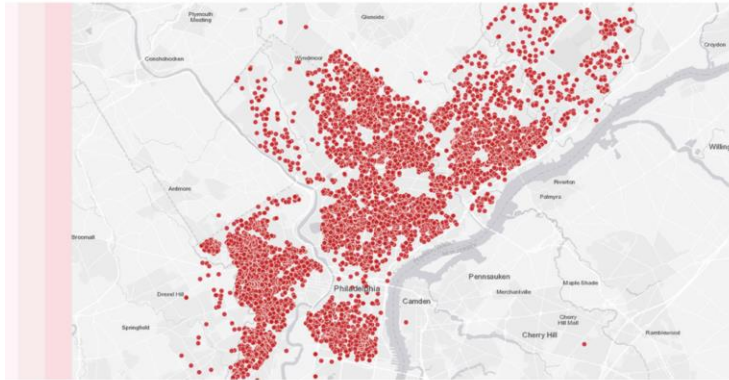 Plymouth
Meeting
Glenside
Croydon
Conshohocken
Wyndmoor
Willing
Ardmore
Riverton
Palmyra
Broomall
Pennsauken
Philadelphia
Camden
Merchantville
Maple Shade
Drexel Hill
Springfield
Cherry
Hill Mall
Cherry Hill
Ramblewood